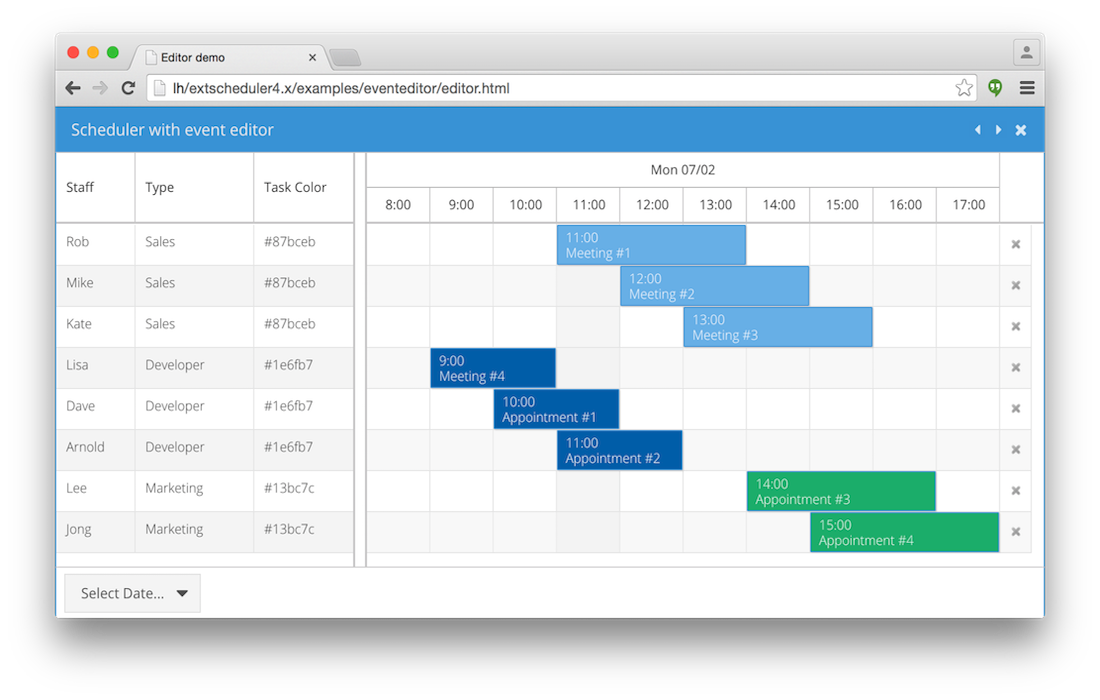 Editor demo
lh/extscheduler4.x/examples/eventeditor/editor.html
Scheduler with event editor
Staff Type Task Color Mon 07/02
8:00 9:00 10:00 11:00 12:00 13:00 14:00 15:00 16:00 17:00
Rob Sales #87bceb 11:00
Meeting #1
Mike Sales #87bceb 12:00
Meeting #2
Kate Sales #87bceb 13:00
Meeting #3
Lisa Developer #1e6fb7 9:00
Meeting #4
Dave Developer #1e6fb7 10:00
Appointment #1
Arnold Developer #1e6fb7 11:00
Appointment #2
Lee Marketing #13bc7c 14:00
Appointment #3
Jong Marketing #13bc7c 15:00
Appointment #4
Select Date...